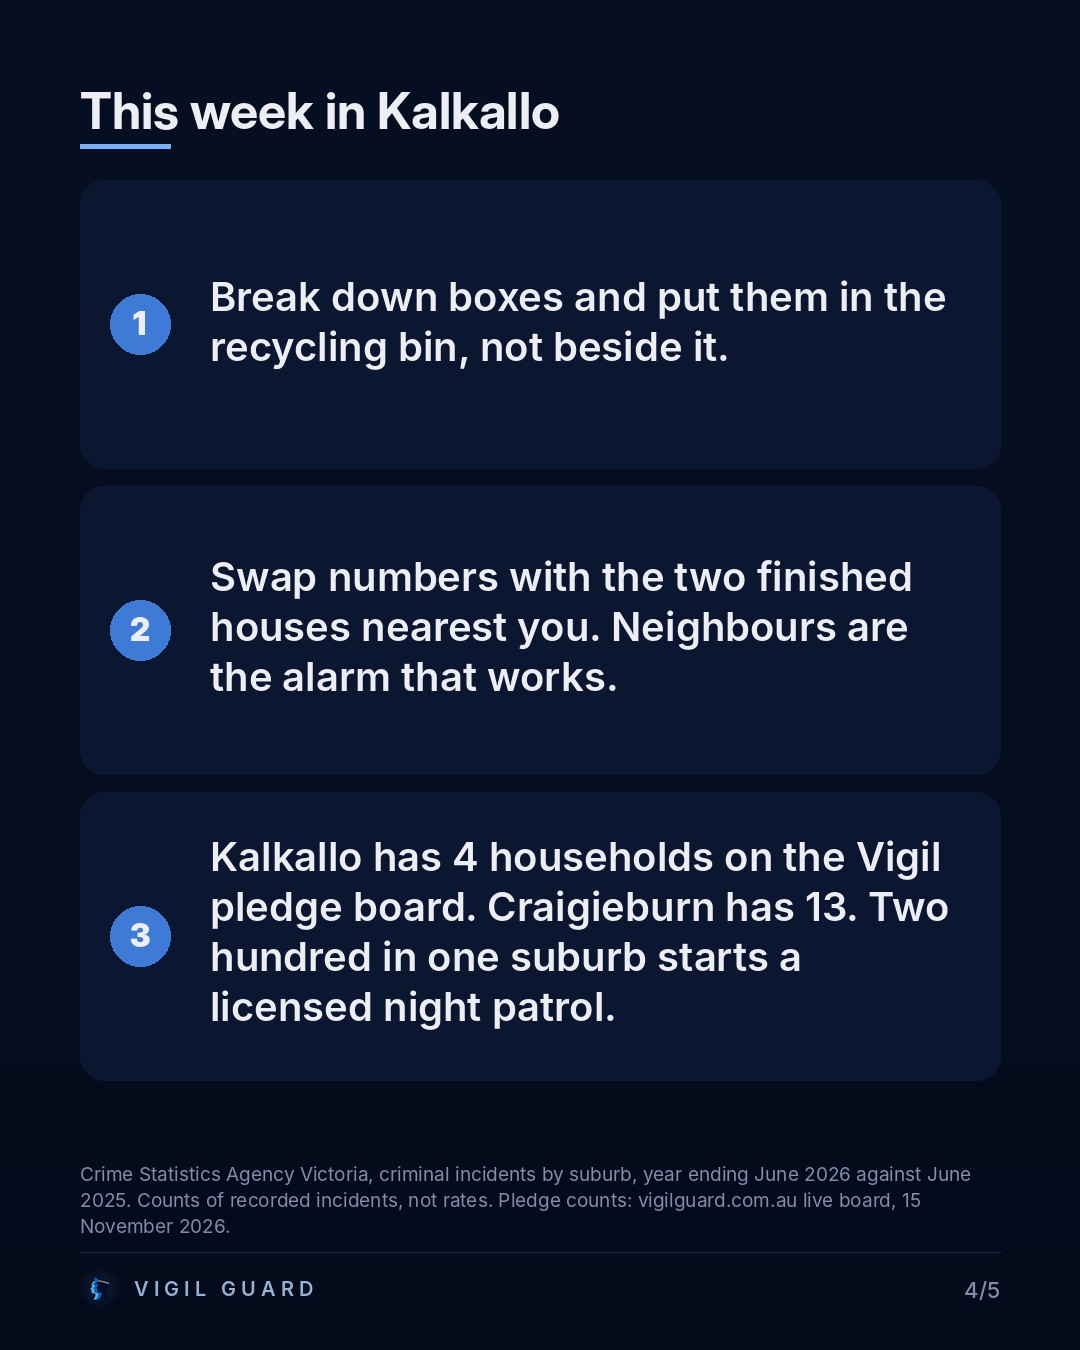 This week in Kalkallo
1
Break down boxes and put them in the
recycling bin, not beside it.
2
Swap numbers with the two finished
houses nearest you. Neighbours are
the alarm that works.
3
Kalkallo has 4 households on the Vigil
pledge board. Craigieburn has 13. Two
hundred in one suburb starts a
licensed night patrol.
Crime Statistics Agency Victoria, criminal incidents by suburb, year ending June 2026 against June
2025. Counts of recorded incidents, not rates. Pledge counts: vigilguard.com.au live board, 15
November 2026.
VIGIL GUARD
4/5